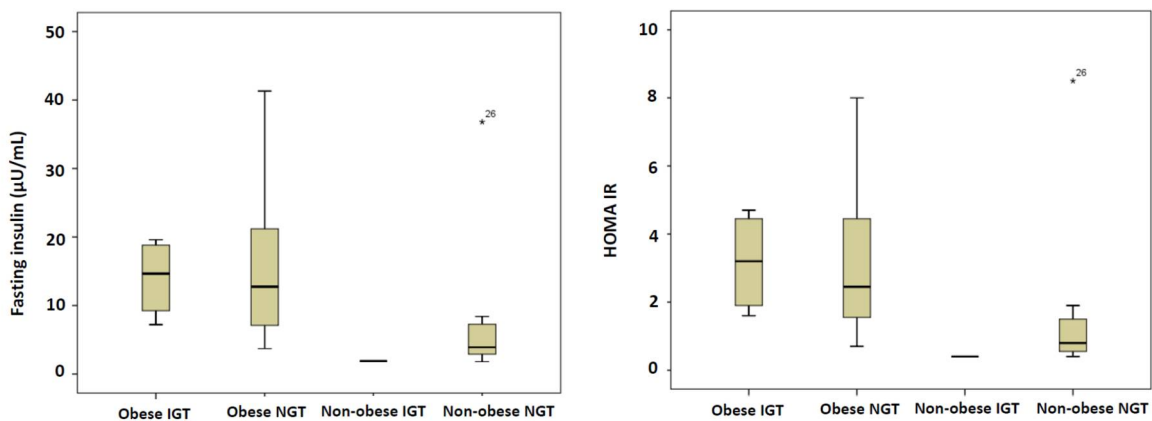 Fasting insulin (µU/mL)
50
40
30
20
10
0
*26
Obese IGT
Obese NGT
Non-obese IGT
Non-obese NGT
HOMA IR
10
8
6
4
2
0
*26
Obese IGT
Obese NGT
Non-obese IGT
Non-obese NGT